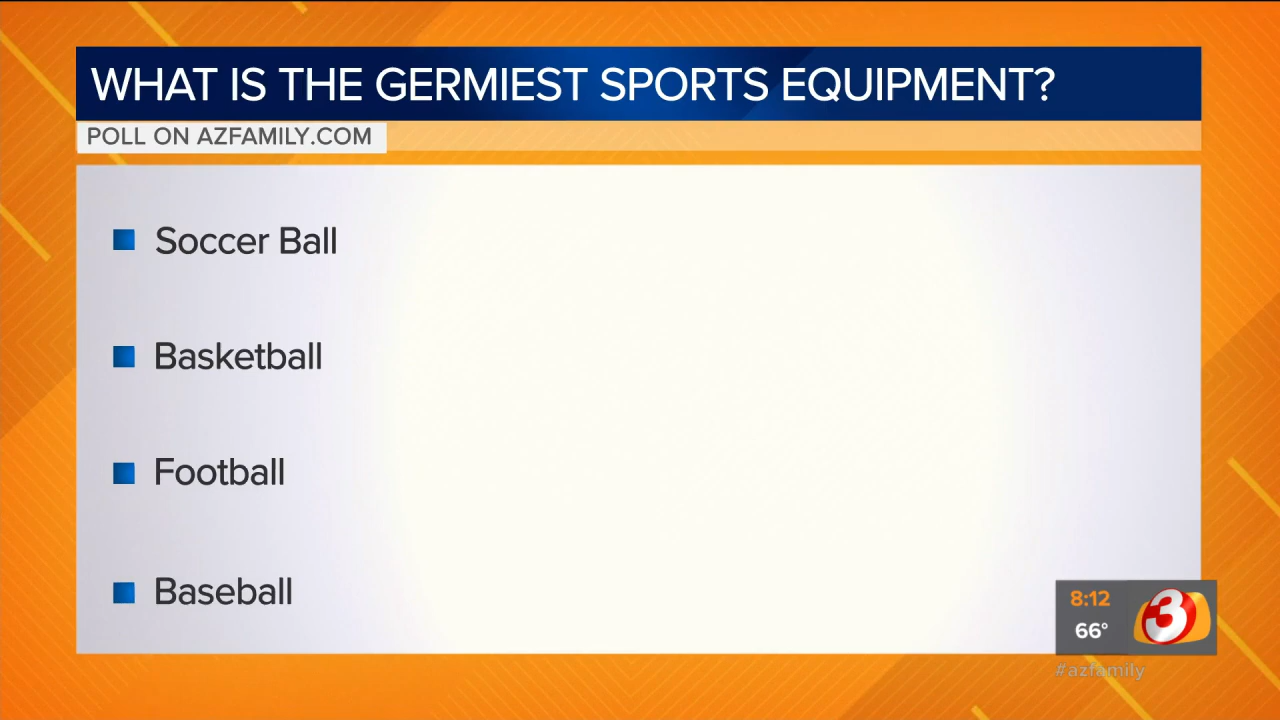 WHAT IS THE GERMIEST SPORTS EQUIPMENT?
POLL ON AZFAMILY.COM
Soccer Ball
Basketball
Football
Baseball
8:12
66°
3
#azfamily